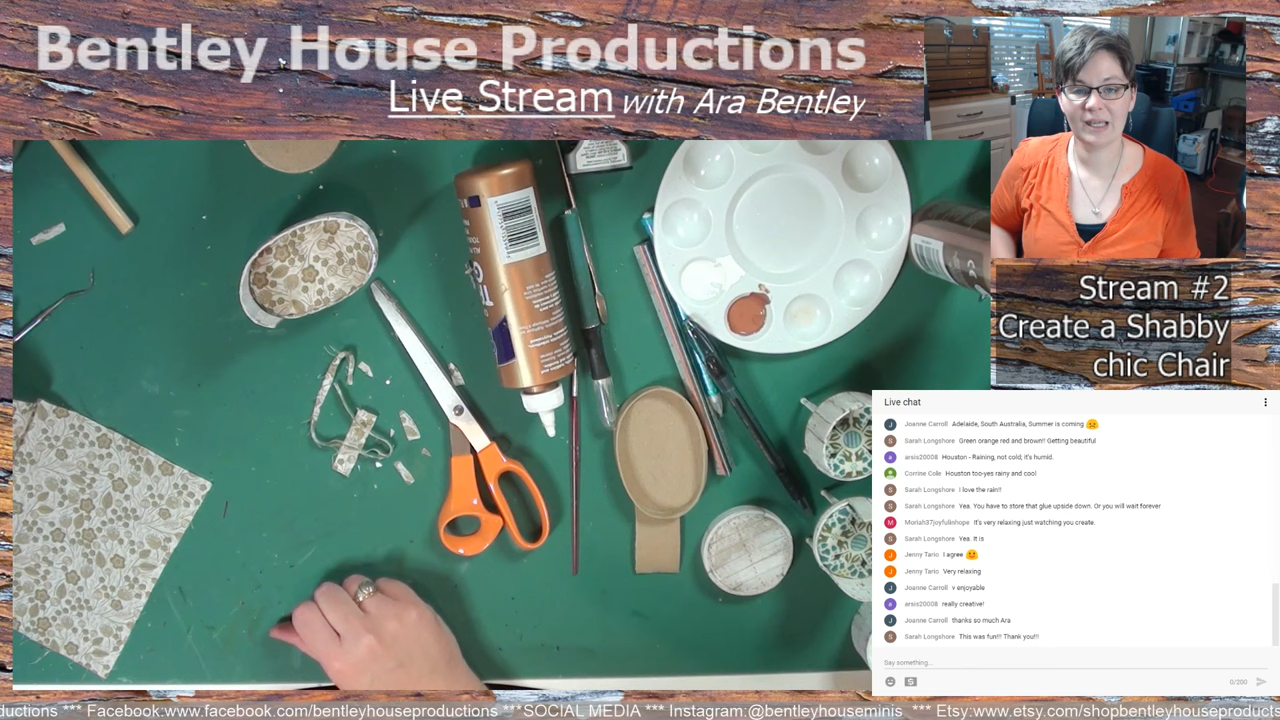 Bentley House Productions
Live Stream with Ara Bentley
Stream #2
Create a Shabby
chic Chair
Live chat
J Joanne Carroll Adelaide, South Australia, Summer is coming
S Sarah Longshore Green orange red and brown!! Getting beautiful
a arsis20008 Houston - Raining, not cold; it's humid.
Corrine Cole Houston too-yes rainy and cool
S Sarah Longshore I love the rain!!
S Sarah Longshore Yea. You have to store that glue upside down. Or you will wait forever
M Moriah37joyfulinhope It's very relaxing just watching you create.
S Sarah Longshore Yea. It is
J Jenny Tario I agree
J Jenny Tario Very relaxing
J Joanne Carroll v enjoyable
a arsis20008 really creative!
J Joanne Carroll thanks so much Ara
S Sarah Longshore This was fun!!! Thank you!!!
Say something...
0/200
ductions *** Facebook:www.facebook.com/bentleyhouseproductions ***SOCIAL MEDIA *** Instagram:@bentleyhouseminis *** Etsy:www.etsy.com/shopbentleyhouseproducts